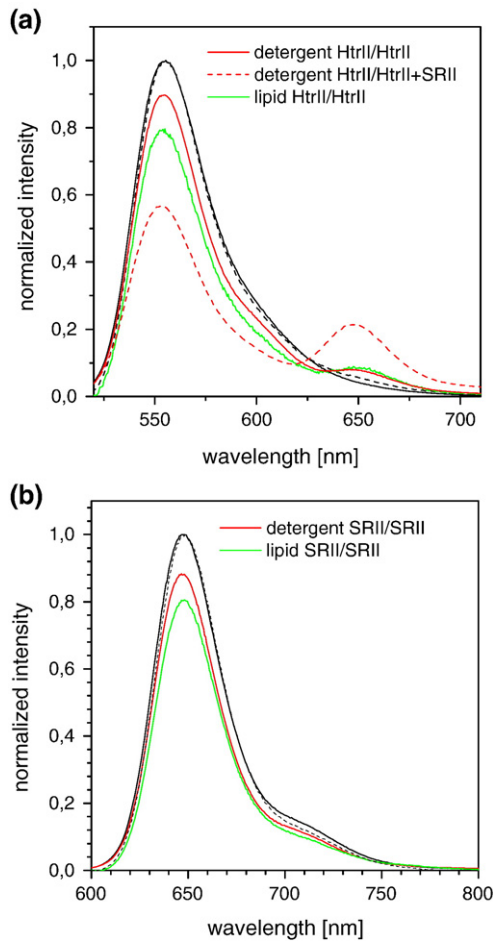 (a)
detergent HtrII/HtrII
detergent HtrII/HtrII+SRII
lipid HtrII/HtrII
normalized intensity
1,0
0,8
0,6
0,4
0,2
0,0
550 600 650 700
wavelength [nm]
(b)
detergent SRII/SRII
lipid SRII/SRII
normalized intensity
1,0
0,8
0,6
0,4
0,2
0,0
600 650 700 750 800
wavelength [nm]